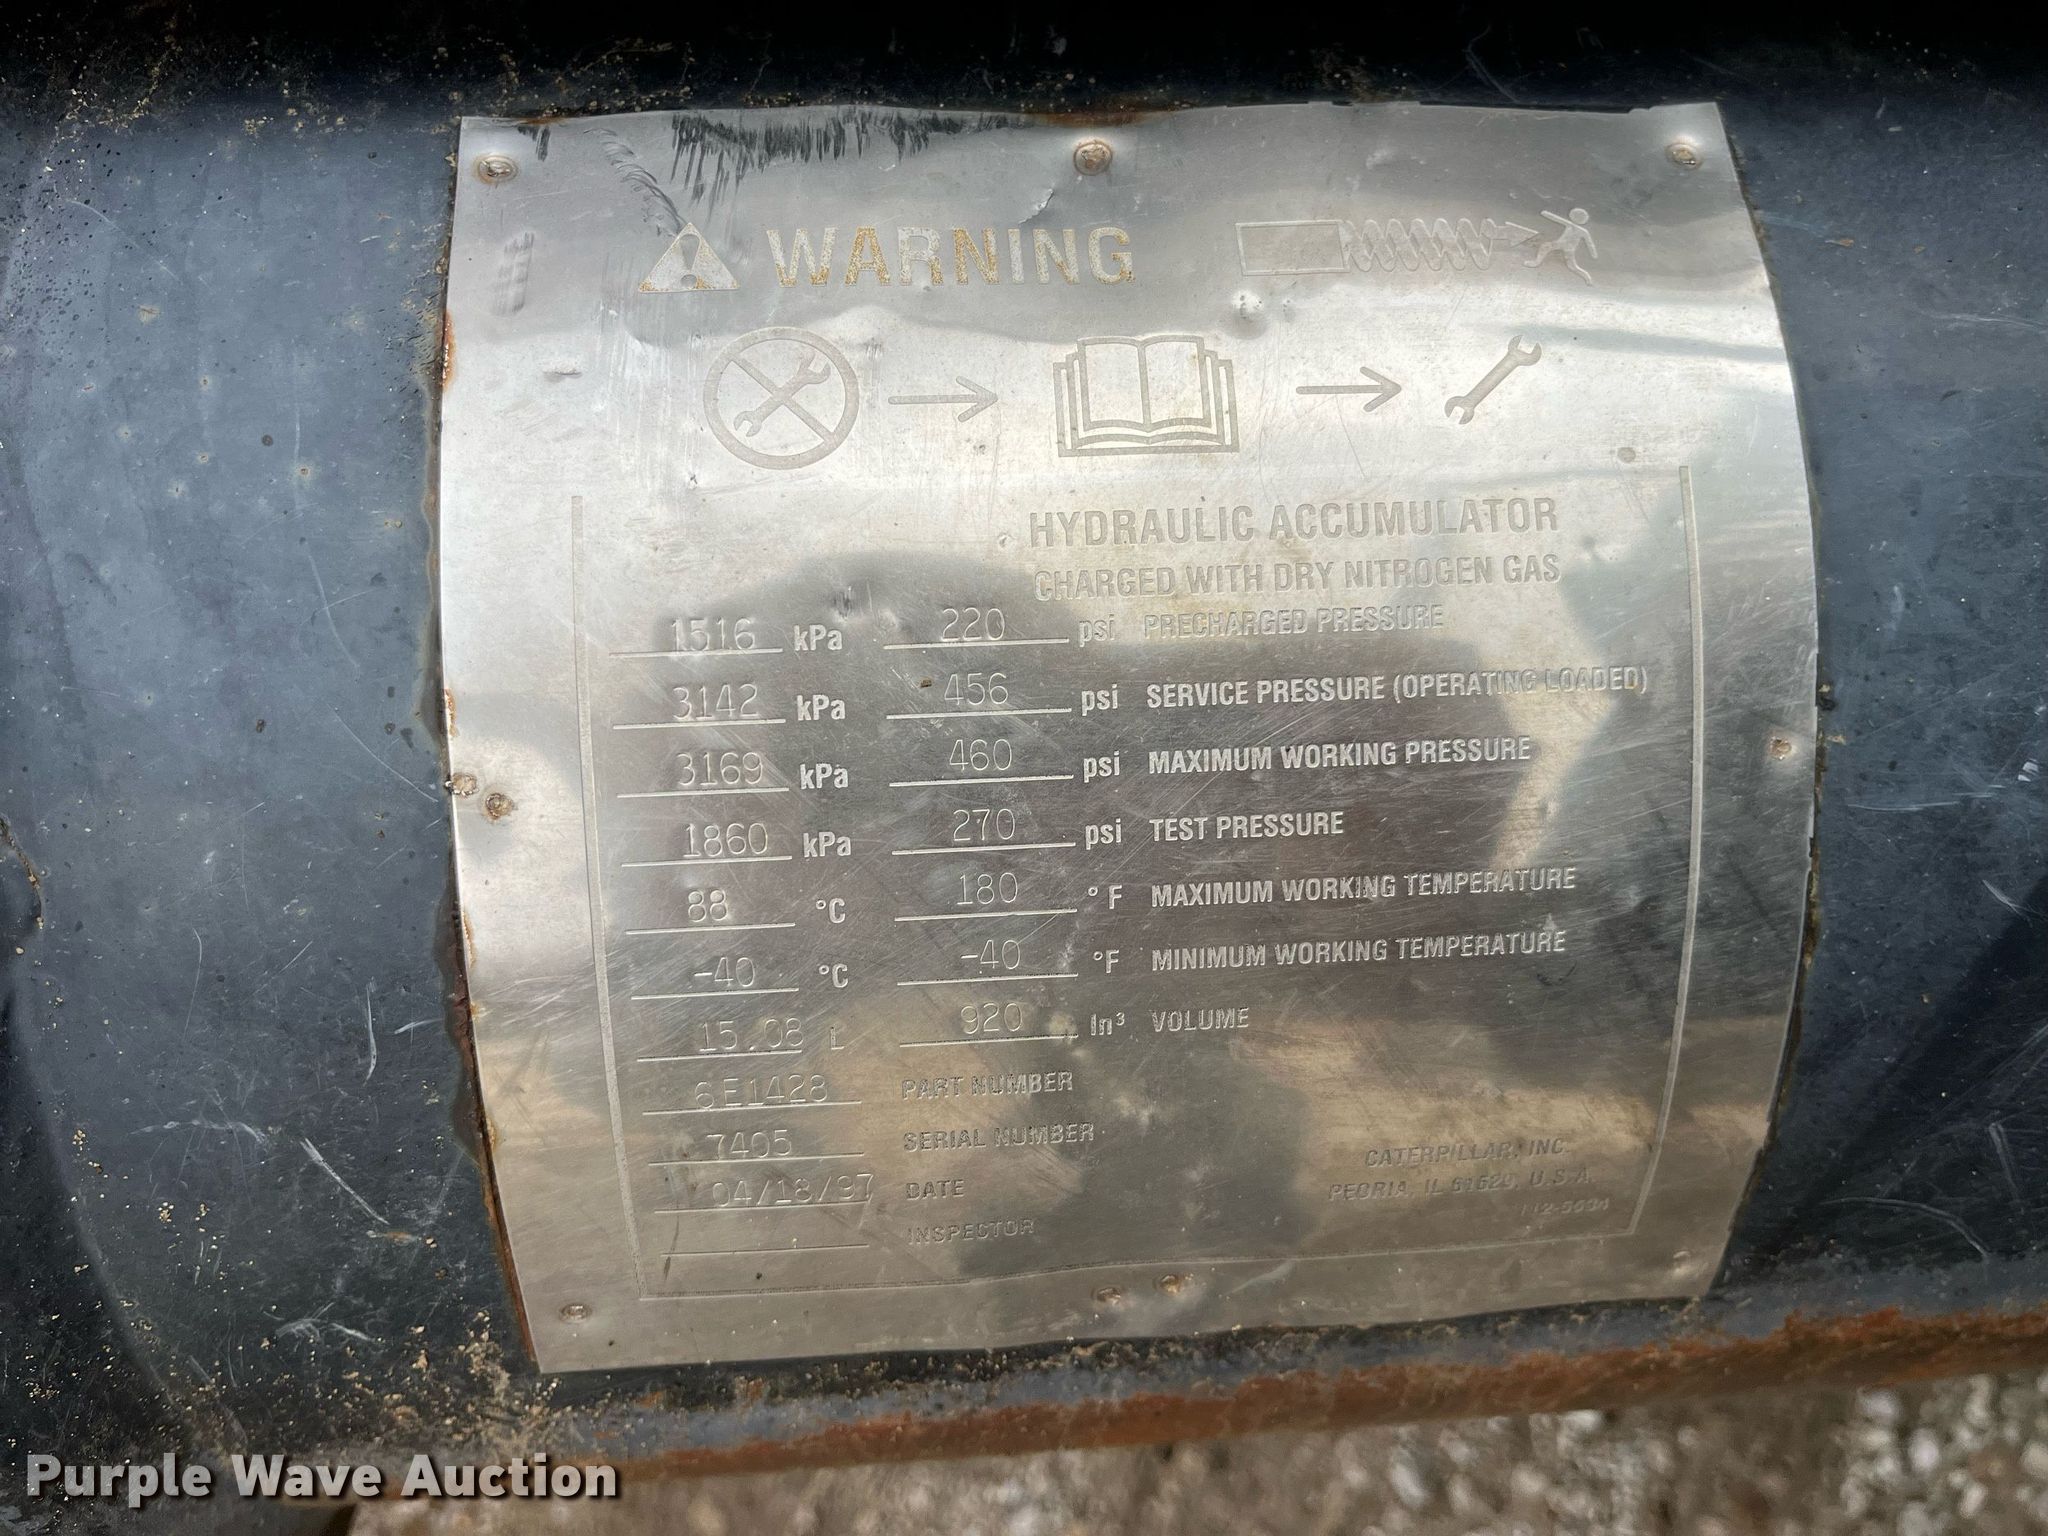 WARNING
HYDRAULIC ACCUMULATOR
CHARGED WITH DRY NITROGEN GAS
1516 kPa 220 psi PRECHARGED PRESSURE
3142 kPa 456 psi SERVICE PRESSURE (OPERATING LOADED)
3169 kPa 460 psi MAXIMUM WORKING PRESSURE
1860 kPa 270 psi TEST PRESSURE
88 °C 180 °F MAXIMUM WORKING TEMPERATURE
-40 °C -40 °F MINIMUM WORKING TEMPERATURE
15.08 L 920 In³ VOLUME
6E1428 PART NUMBER
7405 SERIAL NUMBER
04/18/97 DATE
INSPECTOR
CATERPILLAR, INC.
PEORIA, IL 61629, U.S.A.
Purple Wave Auction